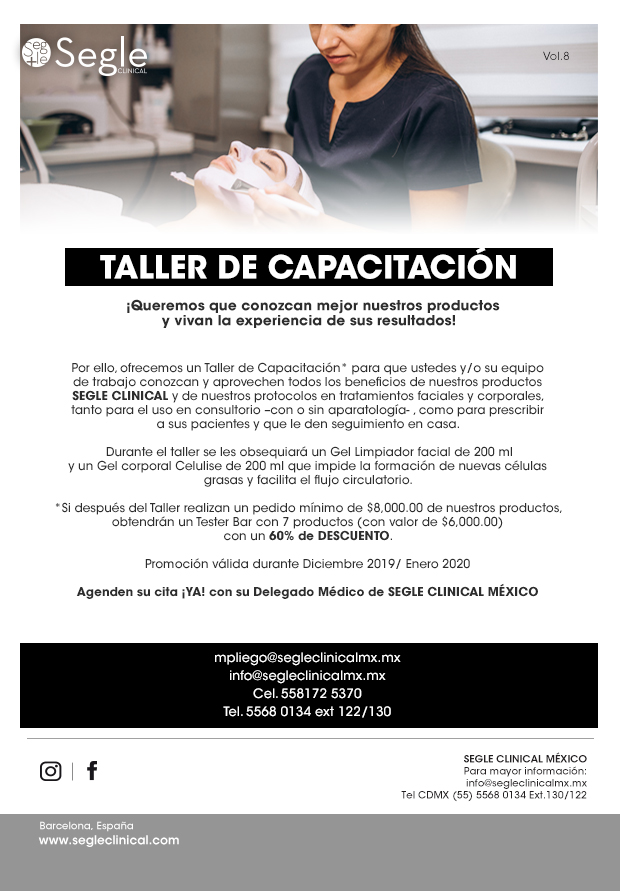 Seg
+le
Segle
CLINICAL
Vol.8
TALLER DE CAPACITACIÓN
¡Queremos que conozcan mejor nuestros productos
y vivan la experiencia de sus resultados!
Por ello, ofrecemos un Taller de Capacitación* para que ustedes y/o su equipo
de trabajo conozcan y aprovechen todos los beneficios de nuestros productos
SEGLE CLINICAL y de nuestros protocolos en tratamientos faciales y corporales,
tanto para el uso en consultorio –con o sin aparatología- , como para prescribir
a sus pacientes y que le den seguimiento en casa.
Durante el taller se les obsequiará un Gel Limpiador facial de 200 ml
y un Gel corporal Celulise de 200 ml que impide la formación de nuevas células
grasas y facilita el flujo circulatorio.
*Si después del Taller realizan un pedido mínimo de $8,000.00 de nuestros productos,
obtendrán un Tester Bar con 7 productos (con valor de $6,000.00)
con un 60% de DESCUENTO.
Promoción válida durante Diciembre 2019/ Enero 2020
Agenden su cita ¡YA! con su Delegado Médico de SEGLE CLINICAL MÉXICO
mpliego@segleclinicalmx.mx
info@segleclinicalmx.mx
Cel. 558172 5370
Tel. 5568 0134 ext 122/130
SEGLE CLINICAL MÉXICO
Para mayor información:
info@segleclinicalmx.mx
Tel CDMX (55) 5568 0134 Ext.130/122
Barcelona, España
www.segleclinical.com